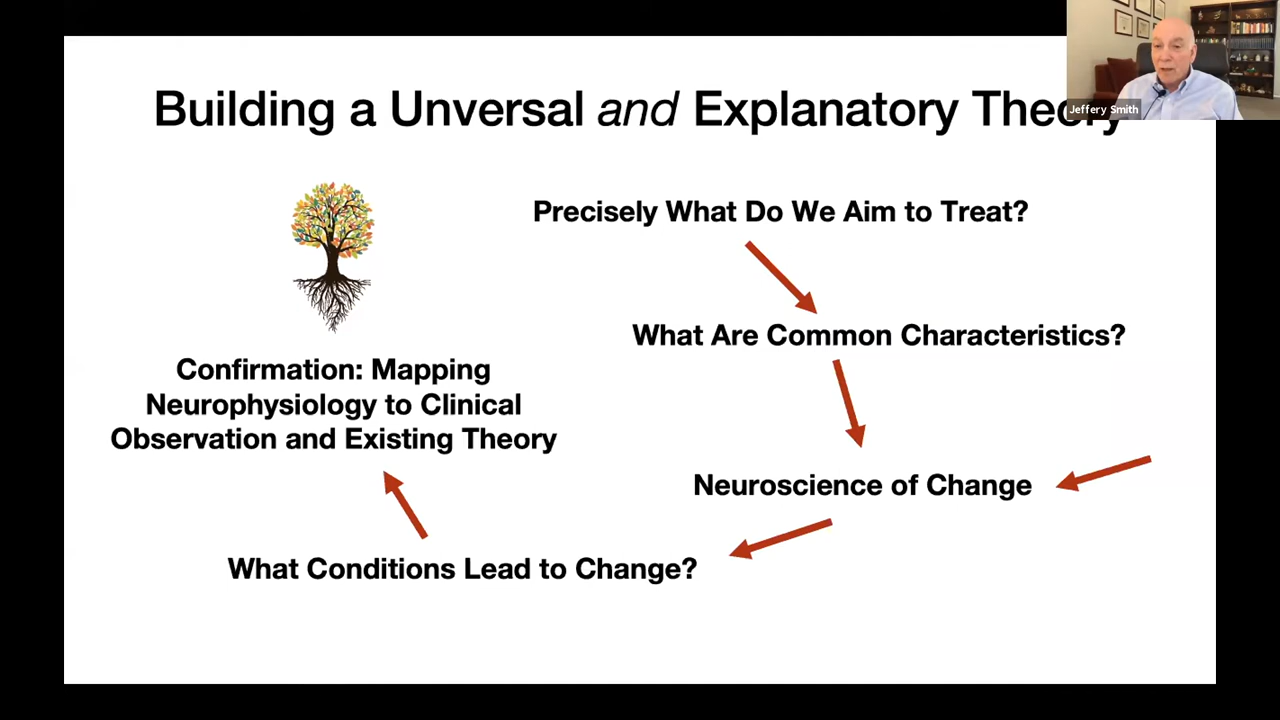 Building a Unversal and Explanatory Theory
Jeffery Smith
Precisely What Do We Aim to Treat?
What Are Common Characteristics?
Confirmation: Mapping
Neurophysiology to Clinical
Observation and Existing Theory
Neuroscience of Change
What Conditions Lead to Change?